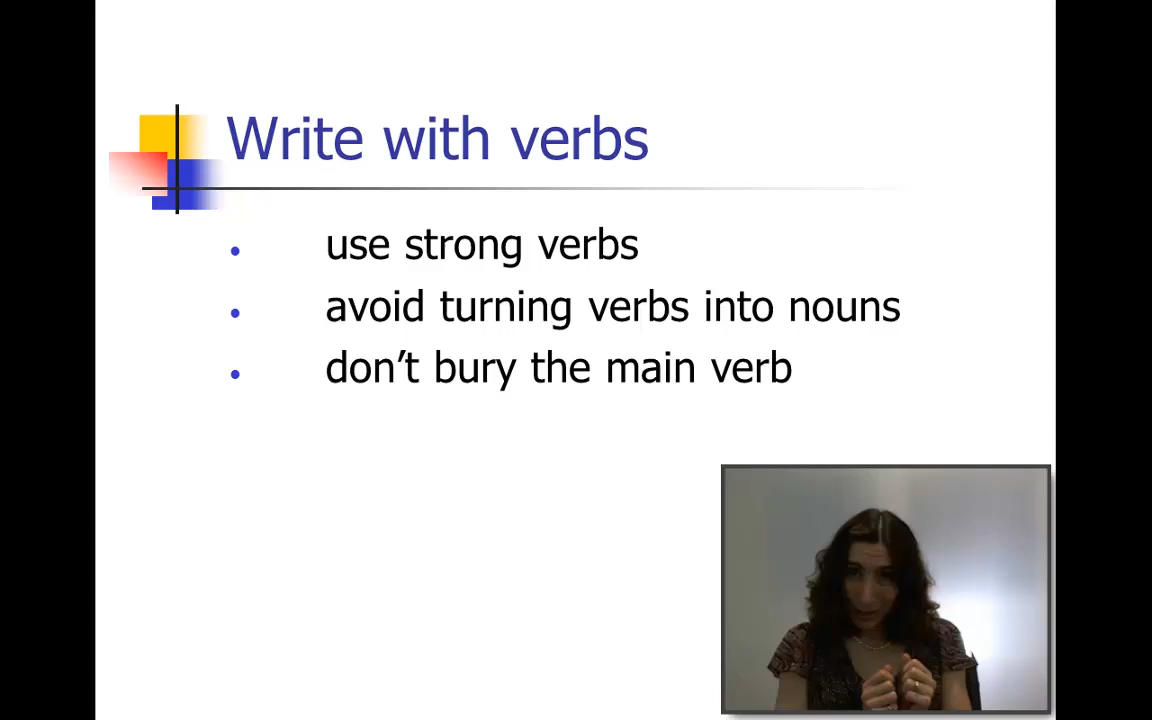 Write with verbs
• use strong verbs
• avoid turning verbs into nouns
• don’t bury the main verb